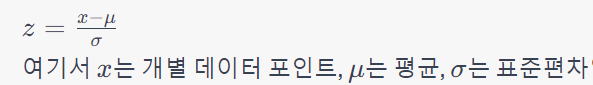 z = \frac{x-μ}{σ}
여기서 x는 개별 데이터 포인트, μ는 평균, σ는 표준편차